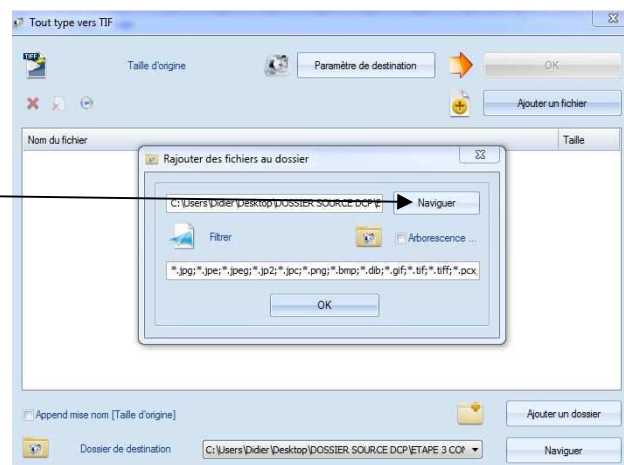 Tout type vers TIF
TIFF
Taille d'origine
Paramètre de destination
OK
Ajouter un fichier
Nom du fichier
Taille
Rajouter des fichiers au dossier
C:\Users\Didier\Desktop\DOSSIER SOURCE DCP\E
Naviguer
Filtrer
Arborescence ...
*.jpg;*.jpe;*.jpeg;*.jp2;*.jpc;*.png;*.bmp;*.dib;*.gif;*.tif;*.tiff;*.pcx
OK
Append mise nom [Taille d'origine]
Ajouter un dossier
Dossier de destination
C:\Users\Didier\Desktop\DOSSIER SOURCE DCP\ETAPE 3 CON
Naviguer